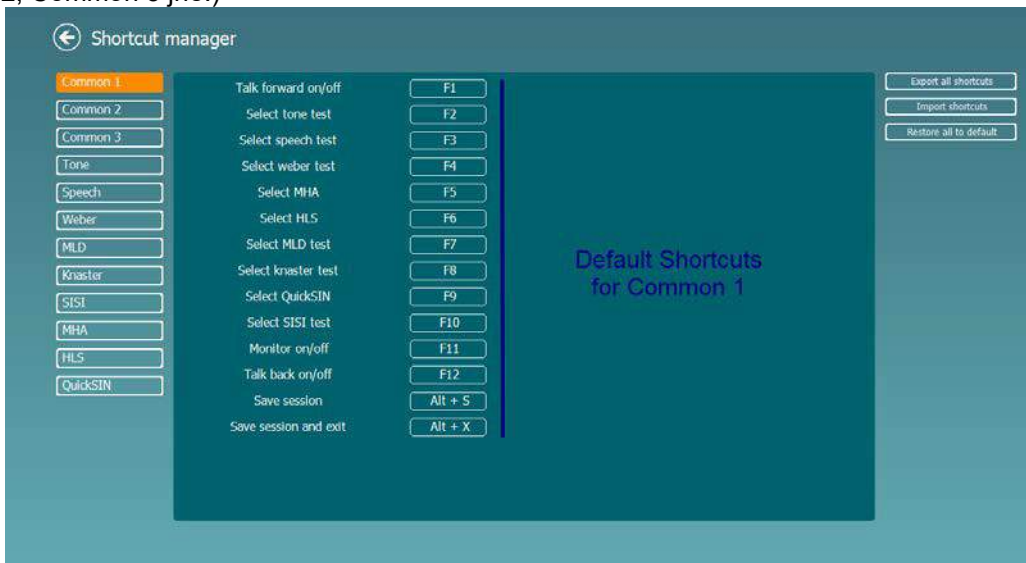 2, Common 3 jne.)
Shortcut manager
Common 1
Common 2
Common 3
Tone
Speech
Weber
MLD
Knaster
SISI
MHA
HLS
QuickSIN
Talk forward on/off F1
Select tone test F2
Select speech test F3
Select weber test F4
Select MHA F5
Select HLS F6
Select MLD test F7
Select knaster test F8
Select QuickSIN F9
Select SISI test F10
Monitor on/off F11
Talk back on/off F12
Save session Alt + S
Save session and exit Alt + X
Default Shortcuts
for Common 1
Export all shortcuts
Import shortcuts
Restore all to default